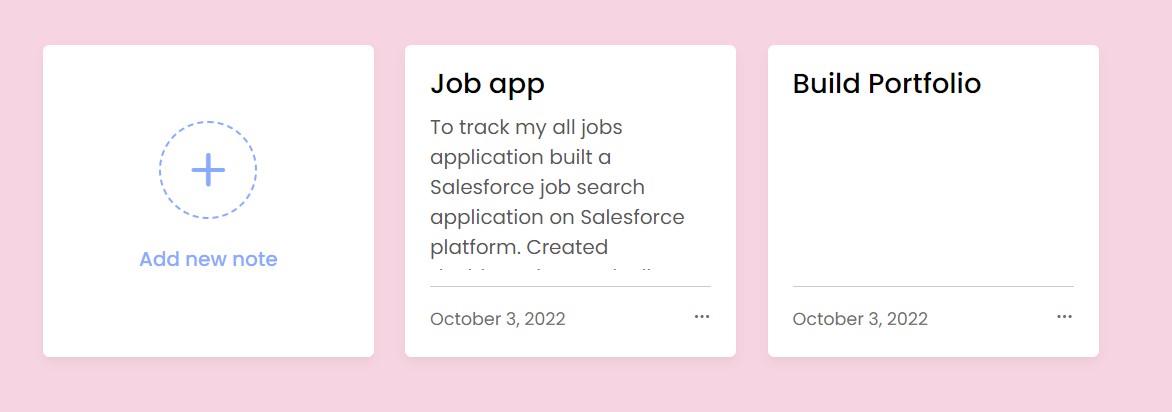 Add new note
Job app
To track my all jobs
application built a
Salesforce job search
application on Salesforce
platform. Created
October 3, 2022
Build Portfolio
October 3, 2022